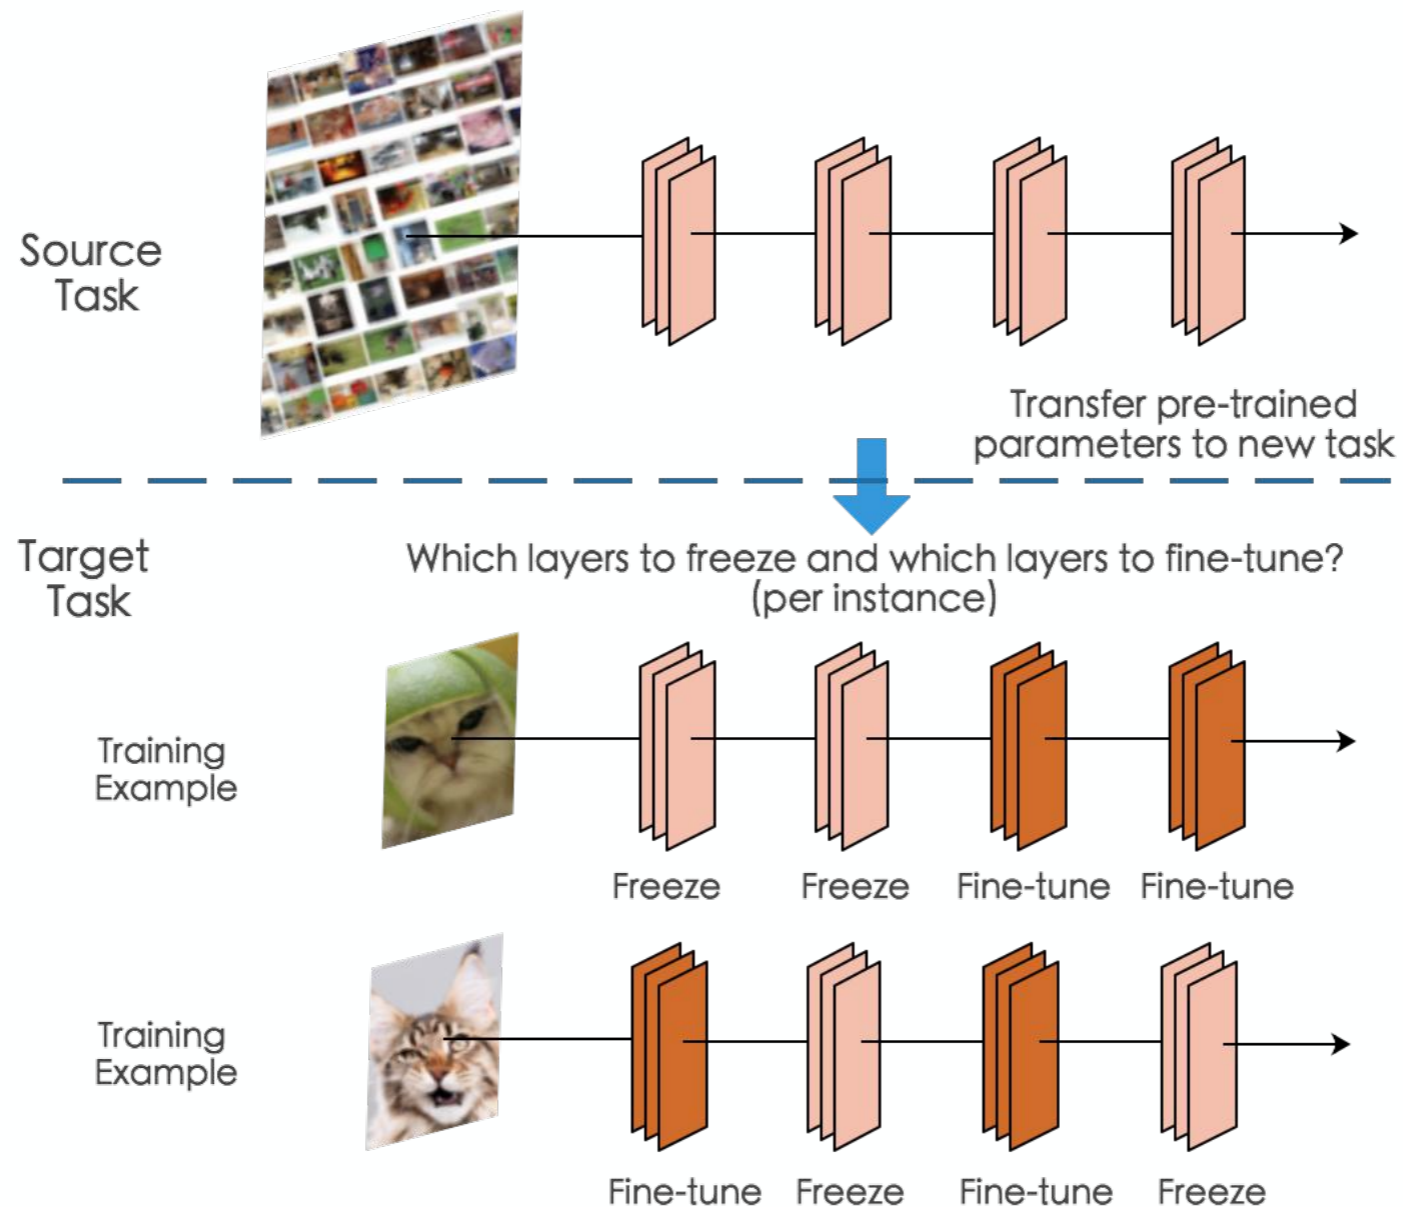 Source
Task
Transfer pre-trained
parameters to new task
Target
Task
Which layers to freeze and which layers to fine-tune?
(per instance)
Training
Example
Freeze
Freeze
Fine-tune
Fine-tune
Training
Example
Fine-tune
Freeze
Fine-tune
Freeze